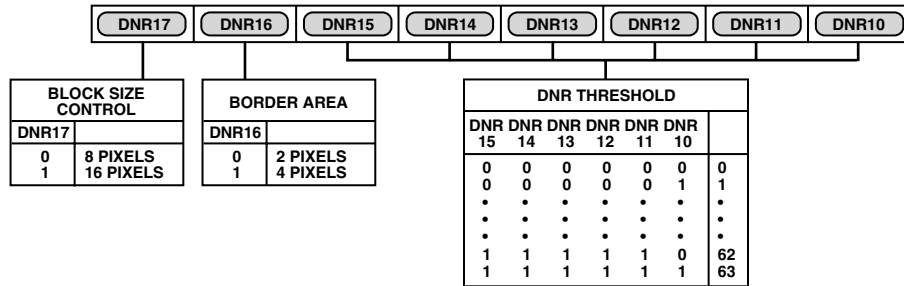 DNR17 DNR16 DNR15 DNR14 DNR13 DNR12 DNR11 DNR10
BLOCK SIZE
CONTROL
DNR17
0 8 PIXELS
1 16 PIXELS
BORDER AREA
DNR16
0 2 PIXELS
1 4 PIXELS
DNR THRESHOLD
DNR DNR DNR DNR DNR DNR
15 14 13 12 11 10
0 0 0 0 0 0 0
0 0 0 0 0 1 1
• • • • • • •
• • • • • • •
• • • • • • •
1 1 1 1 1 0 62
1 1 1 1 1 1 63